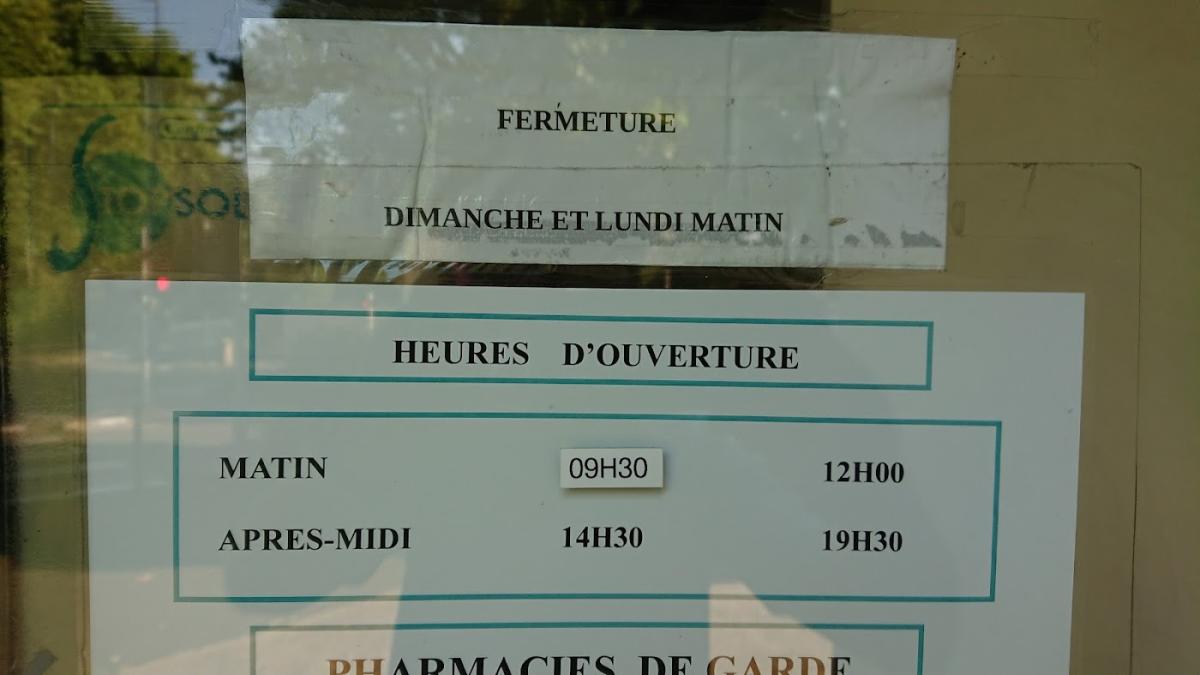 FERMETURE
DIMANCHE ET LUNDI MATIN
HEURES D'OUVERTURE
MATIN 09H30 12H00
APRES-MIDI 14H30 19H30
PHARMACIES DE GARDE